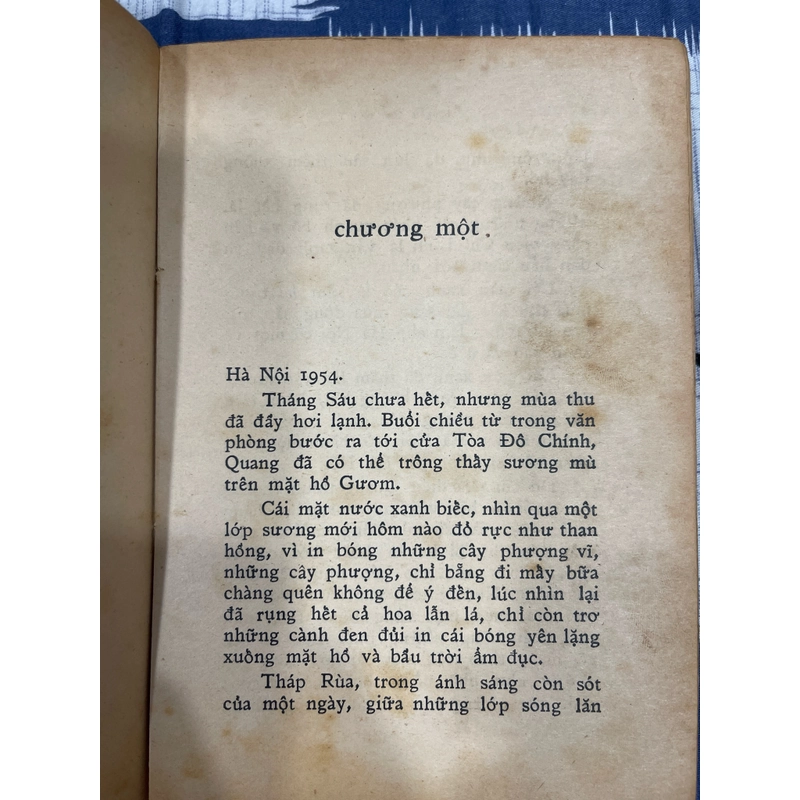 chương một
Hà Nội 1954.
Tháng Sáu chưa hết, nhưng mùa thu
đã đầy hơi lạnh. Buổi chiều từ trong văn
phòng bước ra tới cửa Tòa Đô Chính,
Quang đã có thể trông thấy sương mù
trên mặt hồ Gươm.
Cái mặt nước xanh biếc, nhìn qua một
lớp sương mới hôm nào đỏ rực như than
hồng, vì in bóng những cây phượng vĩ,
những cây phượng, chỉ bẵng đi mấy bữa
chàng quên không để ý đến, lúc nhìn lại
đã rụng hết cả hoa lẫn lá, chỉ còn trơ
những cành đen đủi in cái bóng yên lặng
xuống mặt hồ và bầu trời ẩm đục.
Tháp Rùa, trong ánh sáng còn sót
của một ngày, giữa những lớp sóng lăn